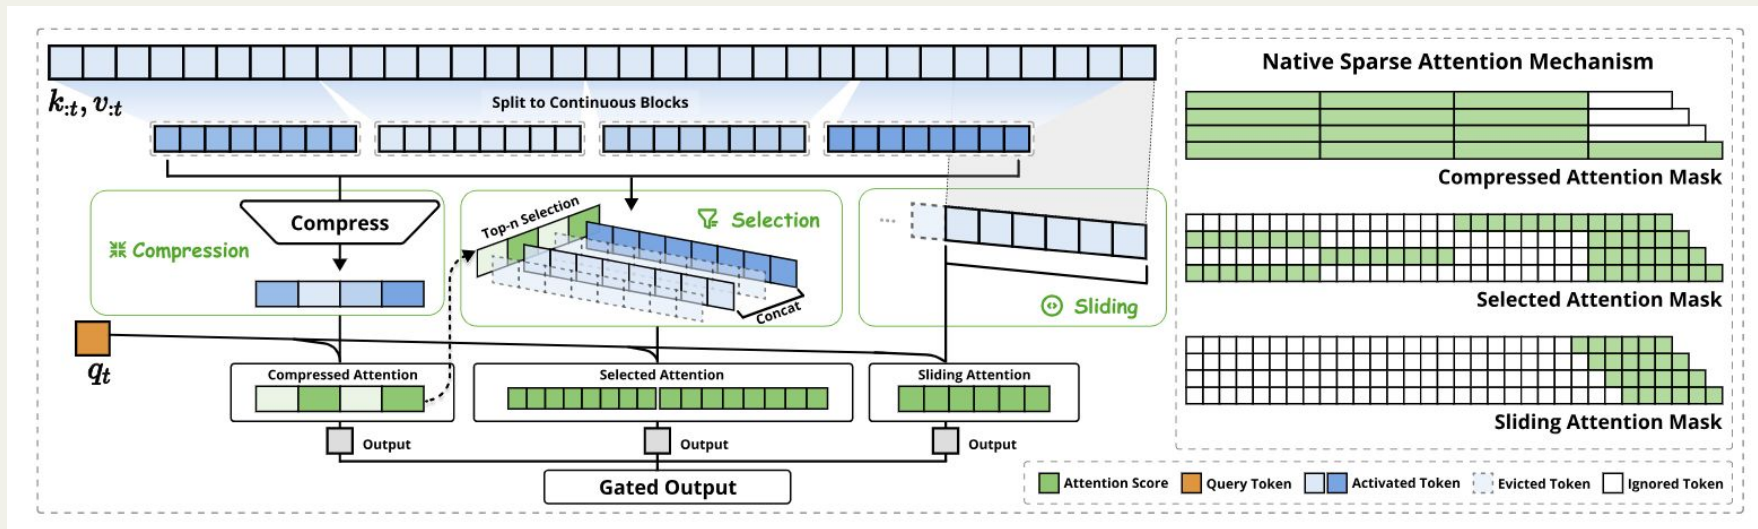 k:t, v:t
Split to Continuous Blocks
Compression
Compress
Top-n Selection
Selection
Concat
...
Sliding
qt
Compressed Attention
Selected Attention
Sliding Attention
Output
Output
Output
Gated Output
Native Sparse Attention Mechanism
Compressed Attention Mask
Selected Attention Mask
Sliding Attention Mask
Attention Score
Query Token
Activated Token
Evicted Token
Ignored Token